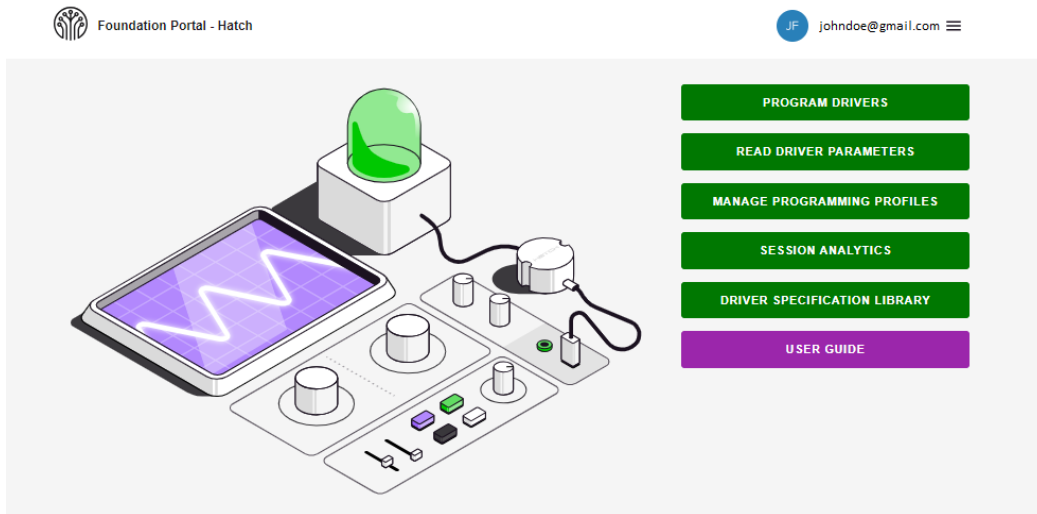 Foundation Portal - Hatch
JF johndoe@gmail.com
PROGRAM DRIVERS
READ DRIVER PARAMETERS
MANAGE PROGRAMMING PROFILES
SESSION ANALYTICS
DRIVER SPECIFICATION LIBRARY
USER GUIDE